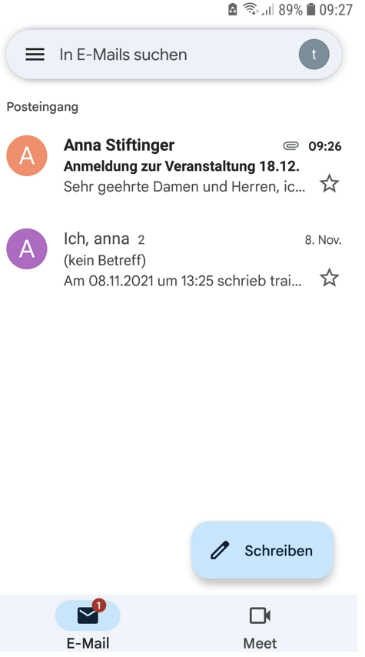 89% 09:27
In E-Mails suchen
t
Posteingang
A
Anna Stiftinger 09:26
Anmeldung zur Veranstaltung 18.12.
Sehr geehrte Damen und Herren, ic...
A
Ich, anna 2 8. Nov.
(kein Betreff)
Am 08.11.2021 um 13:25 schrieb trai...
Schreiben
1
E-Mail Meet